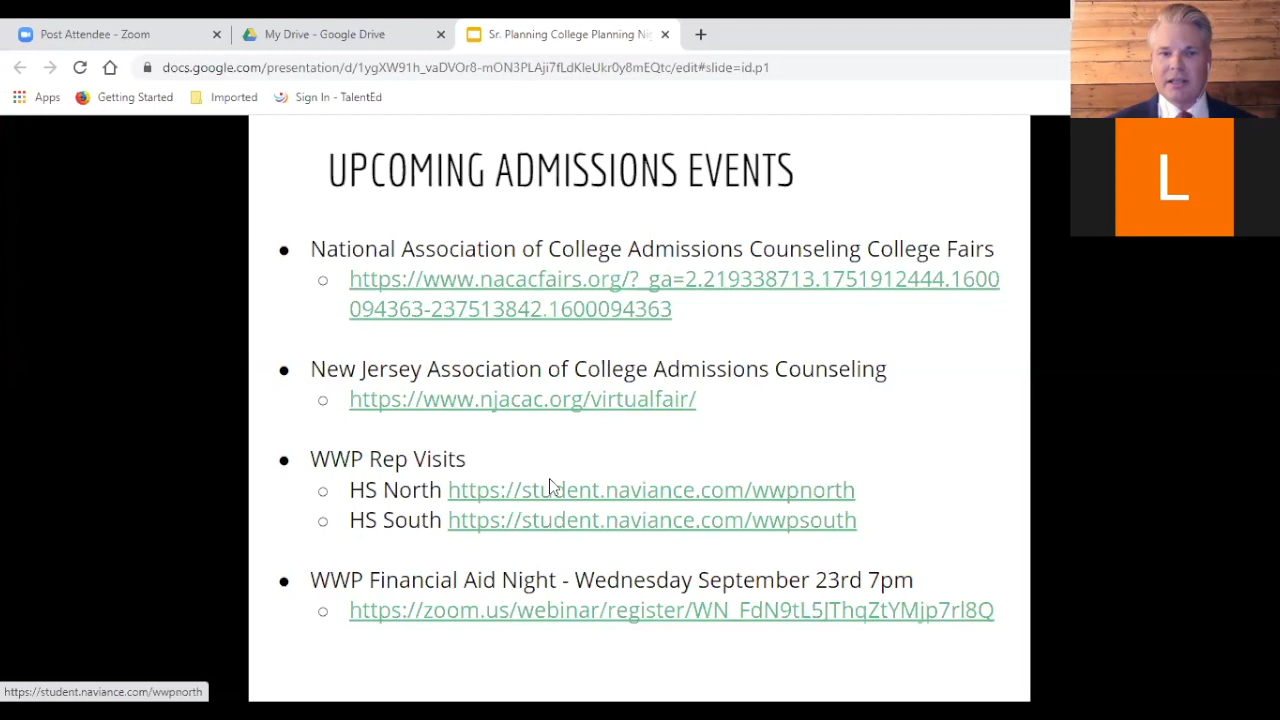 Post Attendee - Zoom
My Drive - Google Drive
Sr. Planning College Planning Nig
docs.google.com/presentation/d/1ygXW91h_vaDVOr8-mON3PLAji7fLdKleUkr0y8mEQtc/edit#slide=id.p1
Apps
Getting Started
Imported
Sign In - TalentEd
L
UPCOMING ADMISSIONS EVENTS
● National Association of College Admissions Counseling College Fairs
○ https://www.nacacfairs.org/?_ga=2.219338713.1751912444.1600
094363-237513842.1600094363
● New Jersey Association of College Admissions Counseling
○ https://www.njacac.org/virtualfair/
● WWP Rep Visits
○ HS North https://student.naviance.com/wwpnorth
○ HS South https://student.naviance.com/wwpsouth
● WWP Financial Aid Night - Wednesday September 23rd 7pm
○ https://zoom.us/webinar/register/WN_FdN9tL5JThqZtYMjp7rl8Q
https://student.naviance.com/wwpnorth